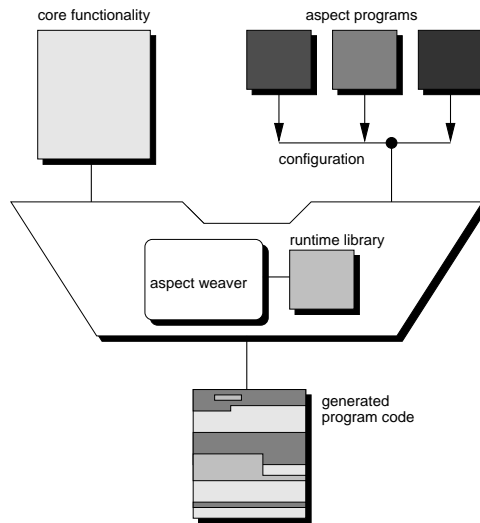 core functionality
aspect programs
configuration
runtime library
aspect weaver
generated
program code